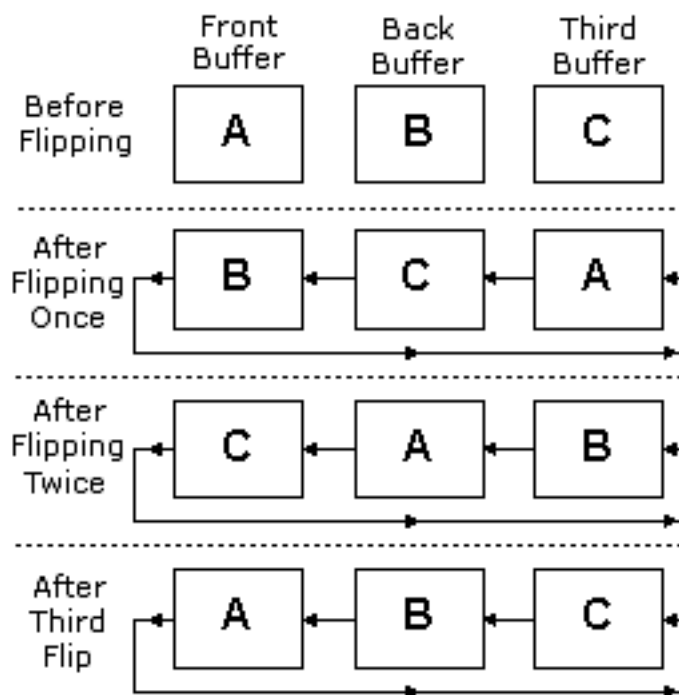 Front Buffer
Back Buffer
Third Buffer
Before Flipping
A B C
After Flipping Once
B C A
After Flipping Twice
C A B
After Third Flip
A B C